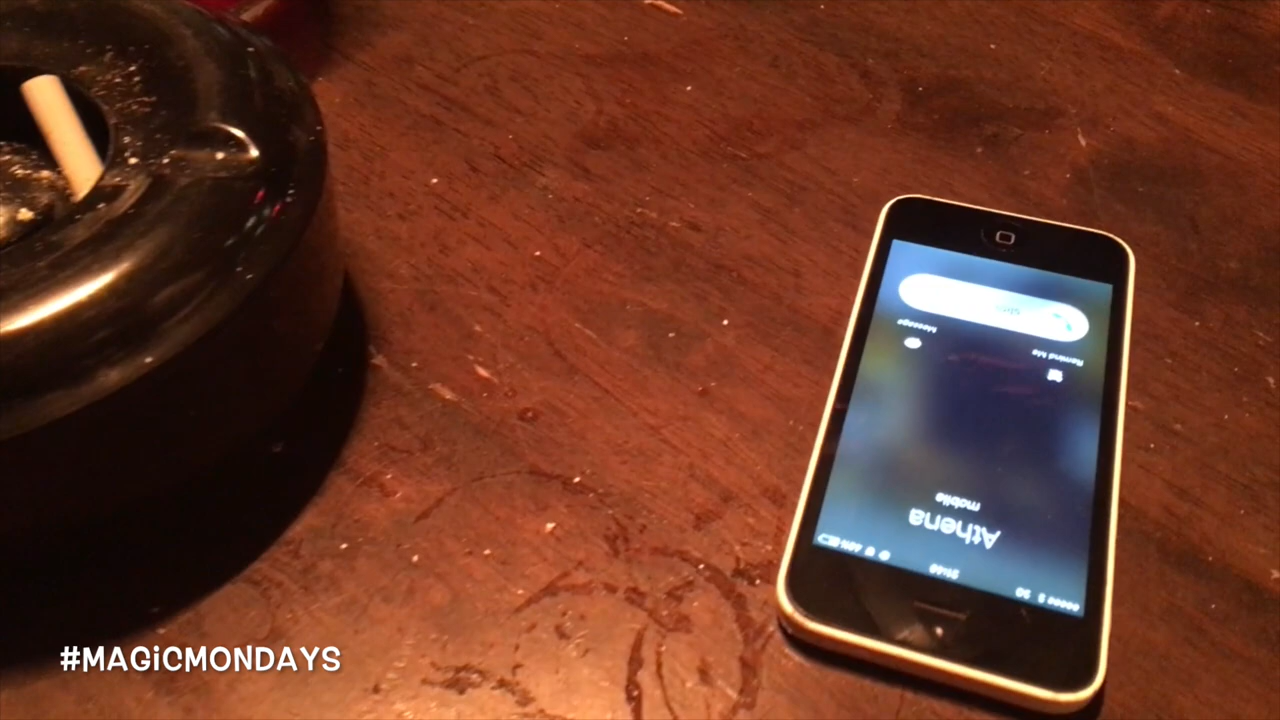 Athena
mobile
Remind Me
Message
#MAGiCMONDAYS